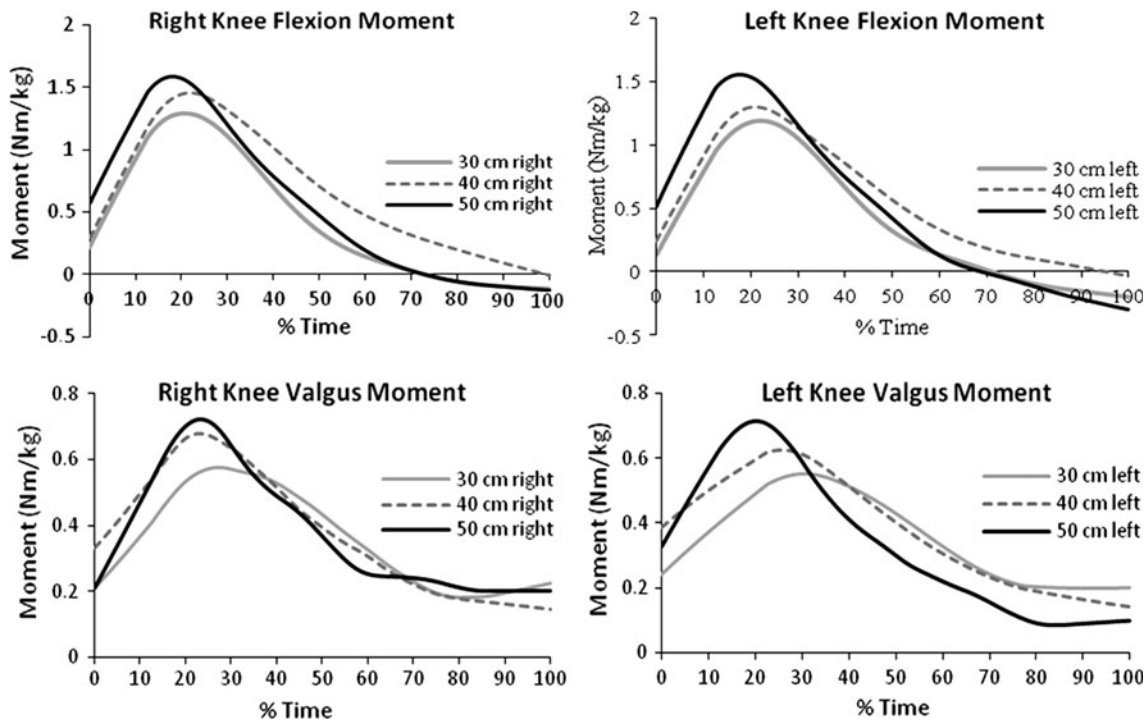 Right Knee Flexion Moment
Moment (Nm/kg)
2
1.5
1
0.5
0
-0.5
30 cm right
40 cm right
50 cm right
0 10 20 30 40 50 60 70 80 90 100
% Time
Left Knee Flexion Moment
Moment (Nm/kg)
2
1.5
1
0.5
0
-0.5
30 cm left
40 cm left
50 cm left
0 10 20 30 40 50 60 70 80 90 100
% Time
Right Knee Valgus Moment
Moment (Nm/kg)
0.8
0.6
0.4
0.2
0
30 cm right
40 cm right
50 cm right
0 10 20 30 40 50 60 70 80 90 100
% Time
Left Knee Valgus Moment
Moment (Nm/kg)
0.8
0.6
0.4
0.2
0
30 cm left
40 cm left
50 cm left
0 10 20 30 40 50 60 70 80 90 100
% Time